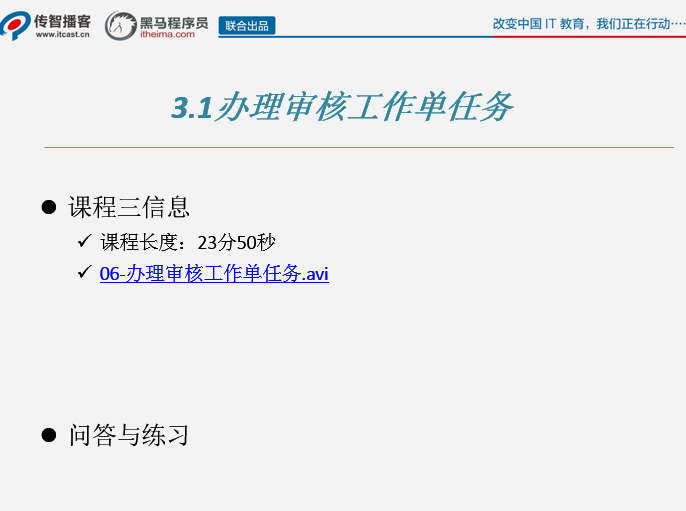 传智播客
www.itcast.cn
黑马程序员
itheima.com
联合出品
改变中国 IT 教育，我们正在行动····
3.1办理审核工作单任务
课程三信息
课程长度：23分50秒
06-办理审核工作单任务.avi
问答与练习